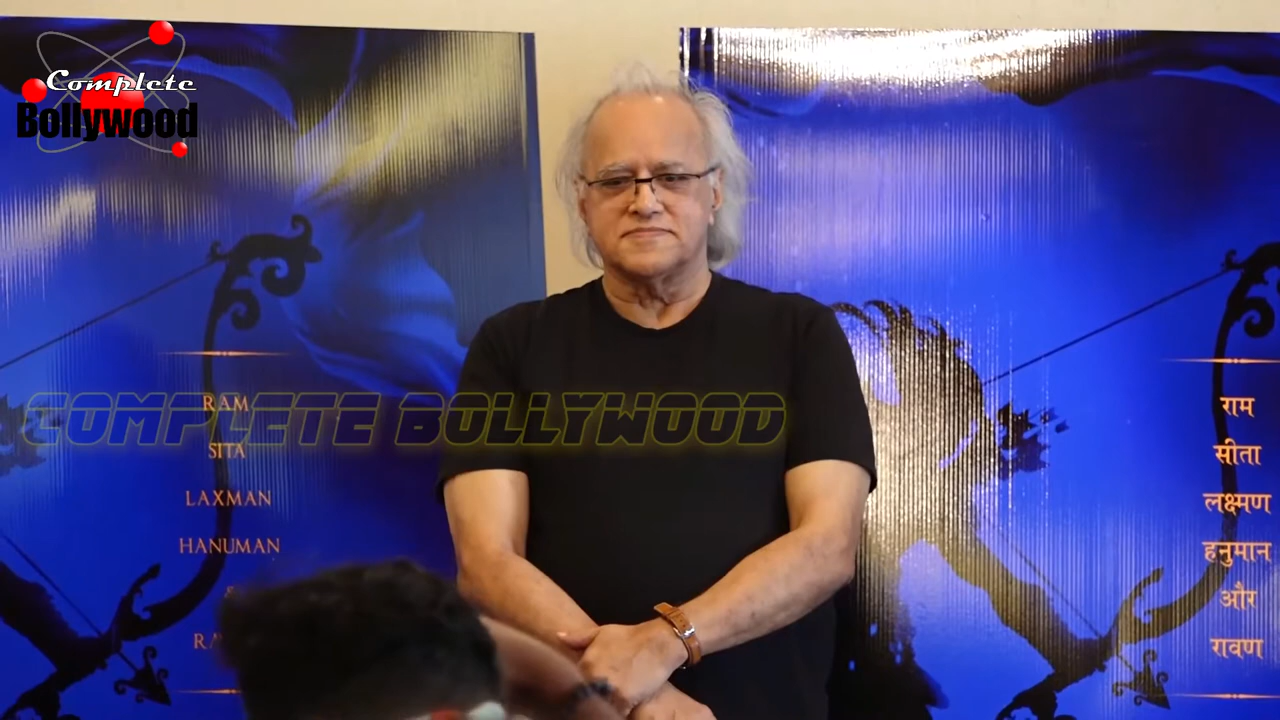 Complete
Bollywood
COMPLETE BOLLYWOOD
RAM
SITA
LAXMAN
HANUMAN
&
राम
सीता
लक्ष्मण
हनुमान
और
रावण